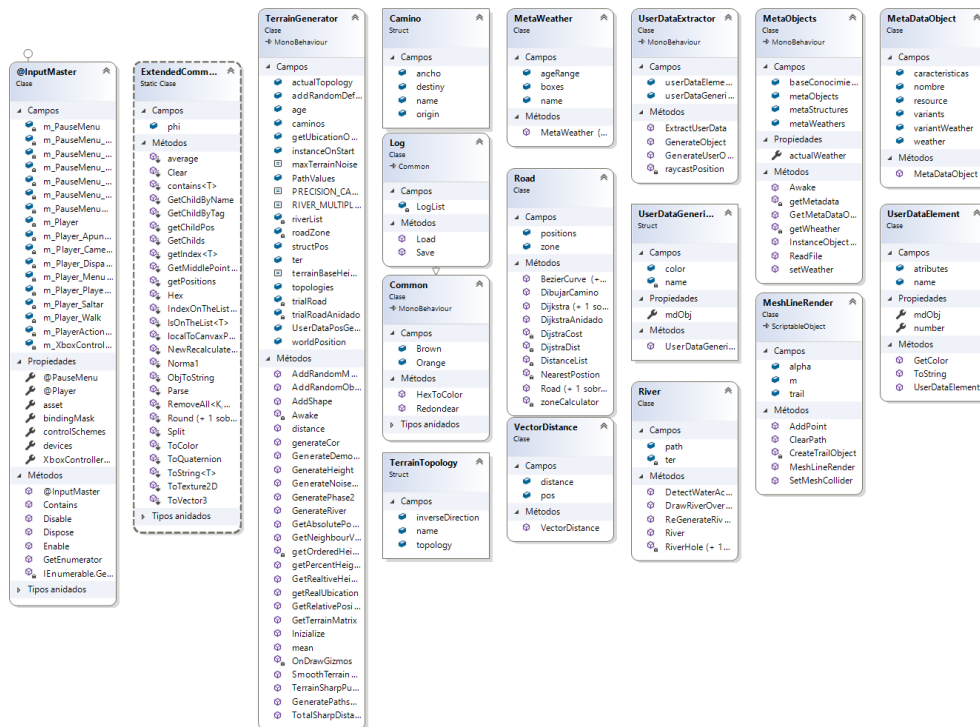 @InputMaster
Clase
Campos
m_PauseMenu
m_PauseMenu_...
m_PauseMenu_...
m_PauseMenu_...
m_PauseMenu_...
m_PauseMenu_...
m_PauseMenu...
m_Player
m_Player_Apun...
m_Player_Came...
m_Player_Dispa...
m_Player_Menu
m_Player_Playe...
m_Player_Saltar
m_Player_Walk
m_PlayerAction...
m_XboxControl...
Propiedades
@PauseMenu
@Player
asset
bindingMask
controlSchemes
devices
XboxController...
Métodos
@InputMaster
Contains
Disable
Dispose
Enable
GetEnumerator
IEnumerable.Ge...
Tipos anidados
ExtendedComm...
Static Clase
Campos
phi
Métodos
average
Clear
contains<T>
GetChildByName
GetChildByTag
getChildPos
GetChilds
getIndex<T>
GetMiddlePoint...
getPositions
Hex
IndexOnTheList...
IsOnTheList<T>
localToCanvaxP...
NewRecalculate...
Norma1
ObjToString
Parse
RemoveAll<K,...
Round (+ 1 sob...
Split
ToColor
ToQuaternion
ToString<T>
ToTexture2D
ToVector3
Tipos anidados
TerrainGenerator
Clase
MonoBehaviour
Campos
actualTopology
addRandomDef...
age
caminos
getUbicationO...
instanceOnStart
maxTerrainNoise
PathValues
PRECISION_CA...
RIVER_MULTIPL...
riverList
roadZone
structPos
ter
terrainBaseHei...
topologies
trialRoad
trialRoadAnidado
UserDataPosGe...
worldPosition
Métodos
AddRandomM...
AddRandomOb...
AddShape
Awake
distance
generateCor
GenerateDemo...
GenerateHeight
GenerateNoise...
GeneratePhase2
GenerateRiver
GetAbsolutePo...
GetNeighbourV...
getOrderedHei...
getPercentHeig...
GetRealtiveHei...
getRealUbication
GetRelativePosi...
GetTerrainMatrix
Inizialize
mean
OnDrawGizmos
SmoothTerrain...
TerrainSharpPu...
GeneratePaths...
TotalSharpDista...
Camino
Struct
Campos
ancho
destiny
name
origin
Log
Clase
Common
Campos
LogList
Métodos
Load
Save
Common
Clase
MonoBehaviour
Campos
Brown
Orange
Métodos
HexToColor
Redondear
Tipos anidados
TerrainTopology
Struct
Campos
inverseDirection
name
topology
MetaWeather
Clase
Campos
ageRange
boxes
name
Métodos
MetaWeather (...
Road
Clase
Campos
positions
zone
Métodos
BezierCurve (+...
DibujarCamino
Dijkstra (+ 1 so...
DijkstraAnidado
DijstraCost
DijstraDist
DistanceList
NearestPostion
Road (+ 1 sobr...
zoneCalculator
VectorDistance
Clase
Campos
distance
pos
Métodos
VectorDistance
UserDataExtractor
Clase
MonoBehaviour
Campos
userDataEleme...
userDataGeneri...
Métodos
ExtractUserData
GenerateObject
GenerateUserO...
raycastPosition
UserDataGeneri...
Struct
Campos
color
name
Propiedades
mdObj
Métodos
UserDataGeneri...
River
Clase
Campos
path
ter
Métodos
DetectWaterAc...
DrawRiverOver...
ReGenerateRiv...
River
RiverHole (+ 1...
MetaObjects
Clase
MonoBehaviour
Campos
baseConocimie...
metaObjects
metaStructures
metaWeathers
Propiedades
actualWeather
Métodos
Awake
getMetadata
GetMetaDataO...
getWheather
InstanceObject...
ReadFile
setWeather
MeshLineRender
Clase
ScriptableObject
Campos
alpha
m
trail
Métodos
AddPoint
ClearPath
CreateTrailObject
MeshLineRender
SetMeshCollider
MetaDataObject
Clase
Campos
caracteristicas
nombre
resource
variants
variantWeather
weather
Métodos
MetaDataObject
UserDataElement
Clase
Campos
atributes
name
Propiedades
mdObj
number
Métodos
GetColor
ToString
UserDataElement